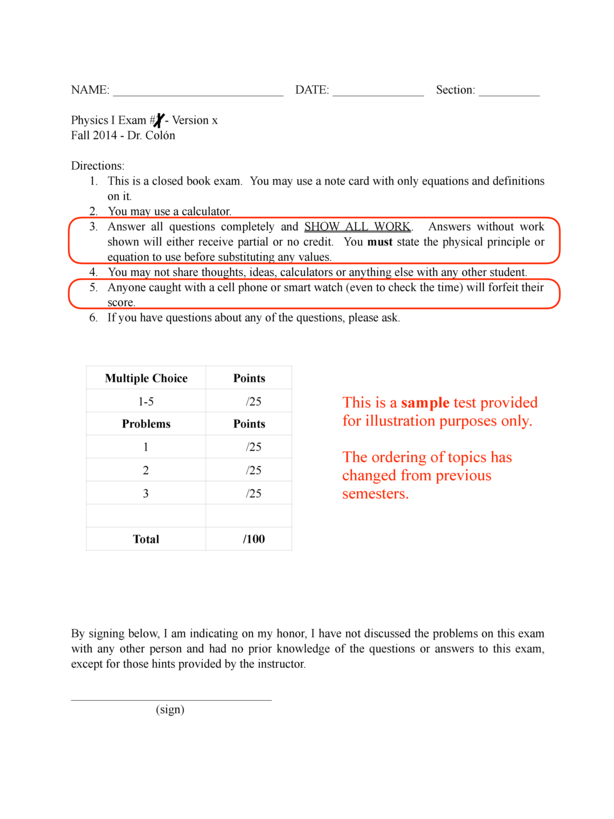 NAME: ____________________________ DATE: _______________ Section: __________
Physics I Exam # - Version x
Fall 2014 - Dr. Colón
Directions:
1. This is a closed book exam. You may use a note card with only equations and definitions
on it.
2. You may use a calculator.
3. Answer all questions completely and SHOW ALL WORK. Answers without work
shown will either receive partial or no credit. You must state the physical principle or
equation to use before substituting any values.
4. You may not share thoughts, ideas, calculators or anything else with any other student.
5. Anyone caught with a cell phone or smart watch (even to check the time) will forfeit their
score.
6. If you have questions about any of the questions, please ask.
Multiple Choice Points
1-5 /25
Problems Points
1 /25
2 /25
3 /25
Total /100
This is a sample test provided
for illustration purposes only.
The ordering of topics has
changed from previous
semesters.
By signing below, I am indicating on my honor, I have not discussed the problems on this exam
with any other person and had no prior knowledge of the questions or answers to this exam,
except for those hints provided by the instructor.
_________________________________
(sign)